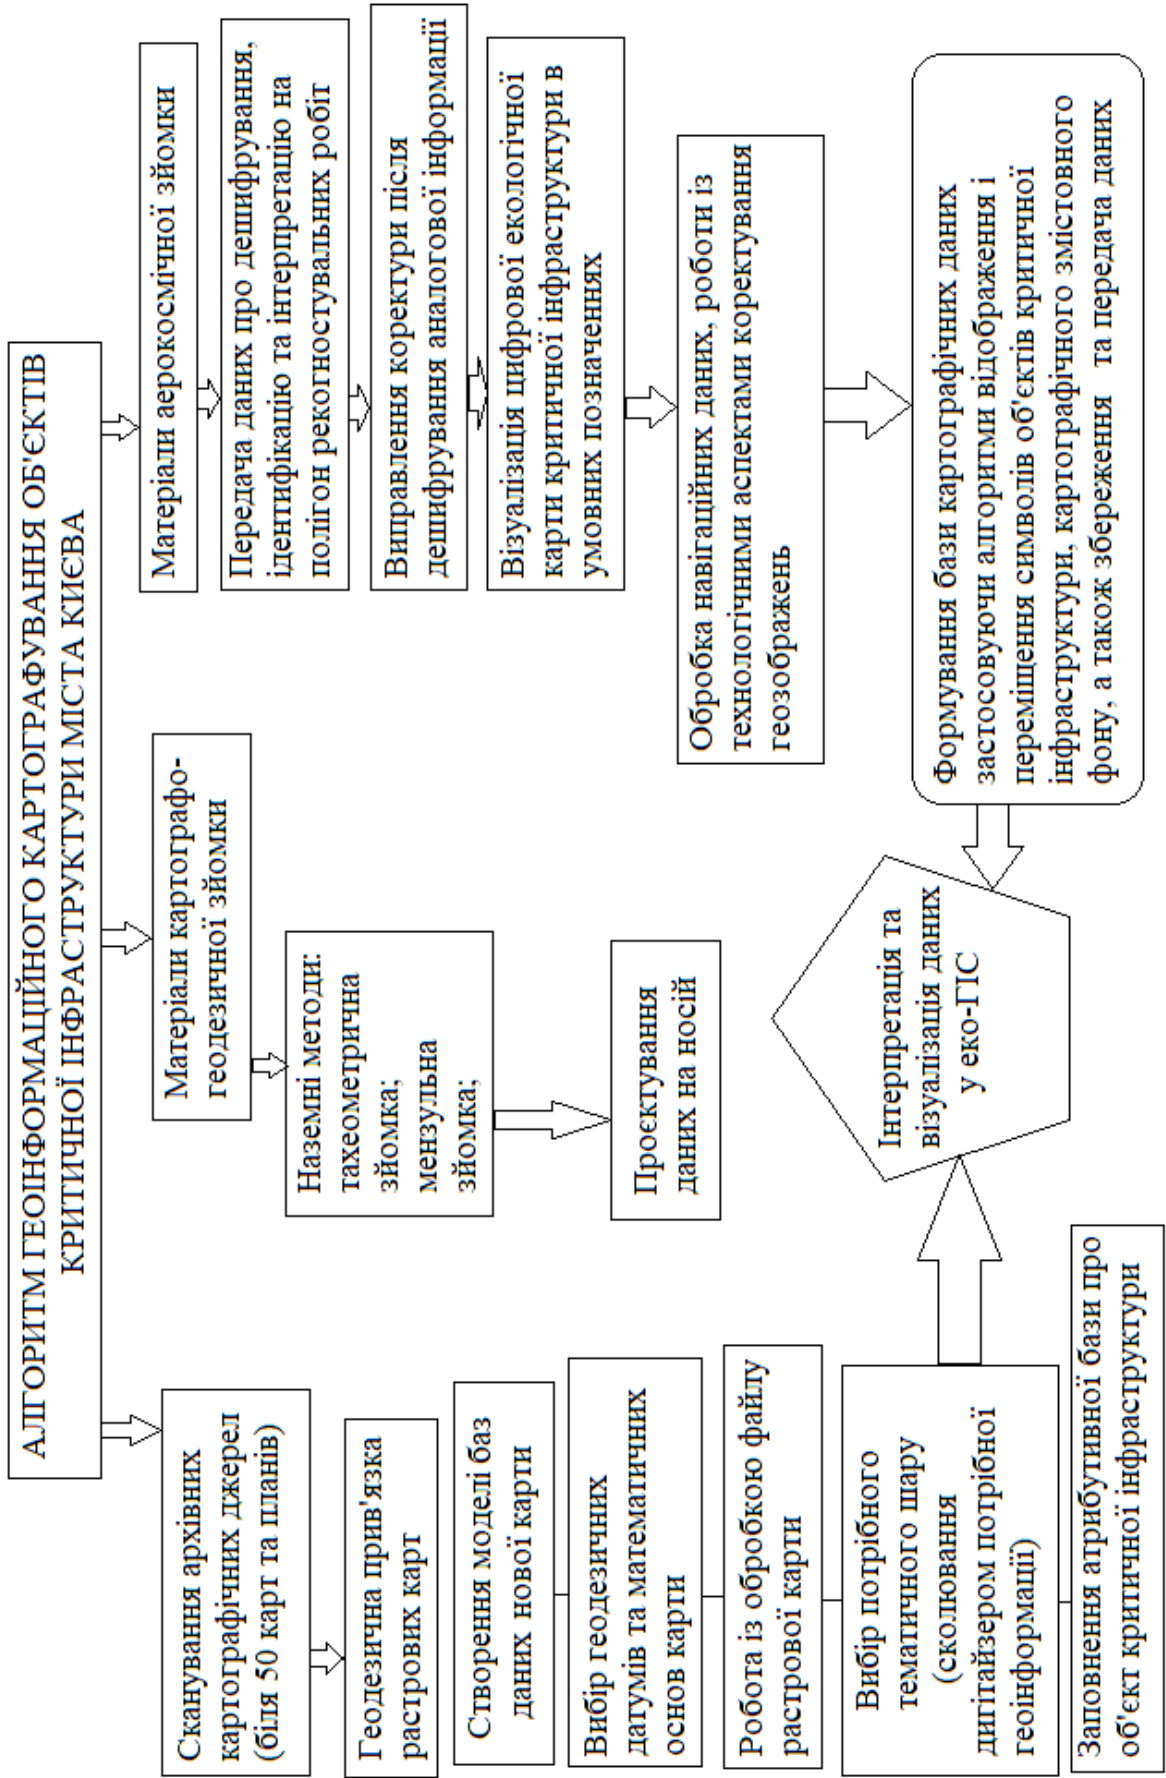 АЛГОРИТМ ГЕОІНФОРМАЦІЙНОГО КАРТОГРАФУВАННЯ ОБ'ЄКТІВ
КРИТИЧНОЇ ІНФРАСТРУКТУРИ МІСТА КИЄВА
Сканування архівних
картографічних джерел
(біля 50 карт та планів)
Геодезична прив'язка
растрових карт
Створення моделі баз
даних нової карти
Вибір геодезичних
датумів та математичних
основ карти
Робота із обробкою файлу
растрової карти
Вибір потрібного
тематичного шару
(сколювання
дигітайзером потрібної
геоінформації)
Заповнення атрибутивної бази про
об'єкт критичної інфраструктури
Матеріали картографо-
геодезичної зйомки
Наземні методи:
тахеометрична
зйомка;
мензульна
зйомка;
Проєктування
даних на носій
Інтерпретація та
візуалізація даних
у еко-ГІС
Матеріали аерокосмічної зйомки
Передача даних про дешифрування,
ідентифікацію та інтерпретацію на
полігон рекогностувальних робіт
Виправлення коректури після
дешифрування аналогової інформації
Візуалізація цифрової екологічної
карти критичної інфраструктури в
умовних позначеннях
Обробка навігаційних даних, роботи із
технологічними аспектами коректування
геозображень
Формування бази картографічних даних
застосовуючи алгоритми відображення і
переміщення символів об'єктів критичної
інфраструктури, картографічного змістовного
фону, а також збереження та передача даних